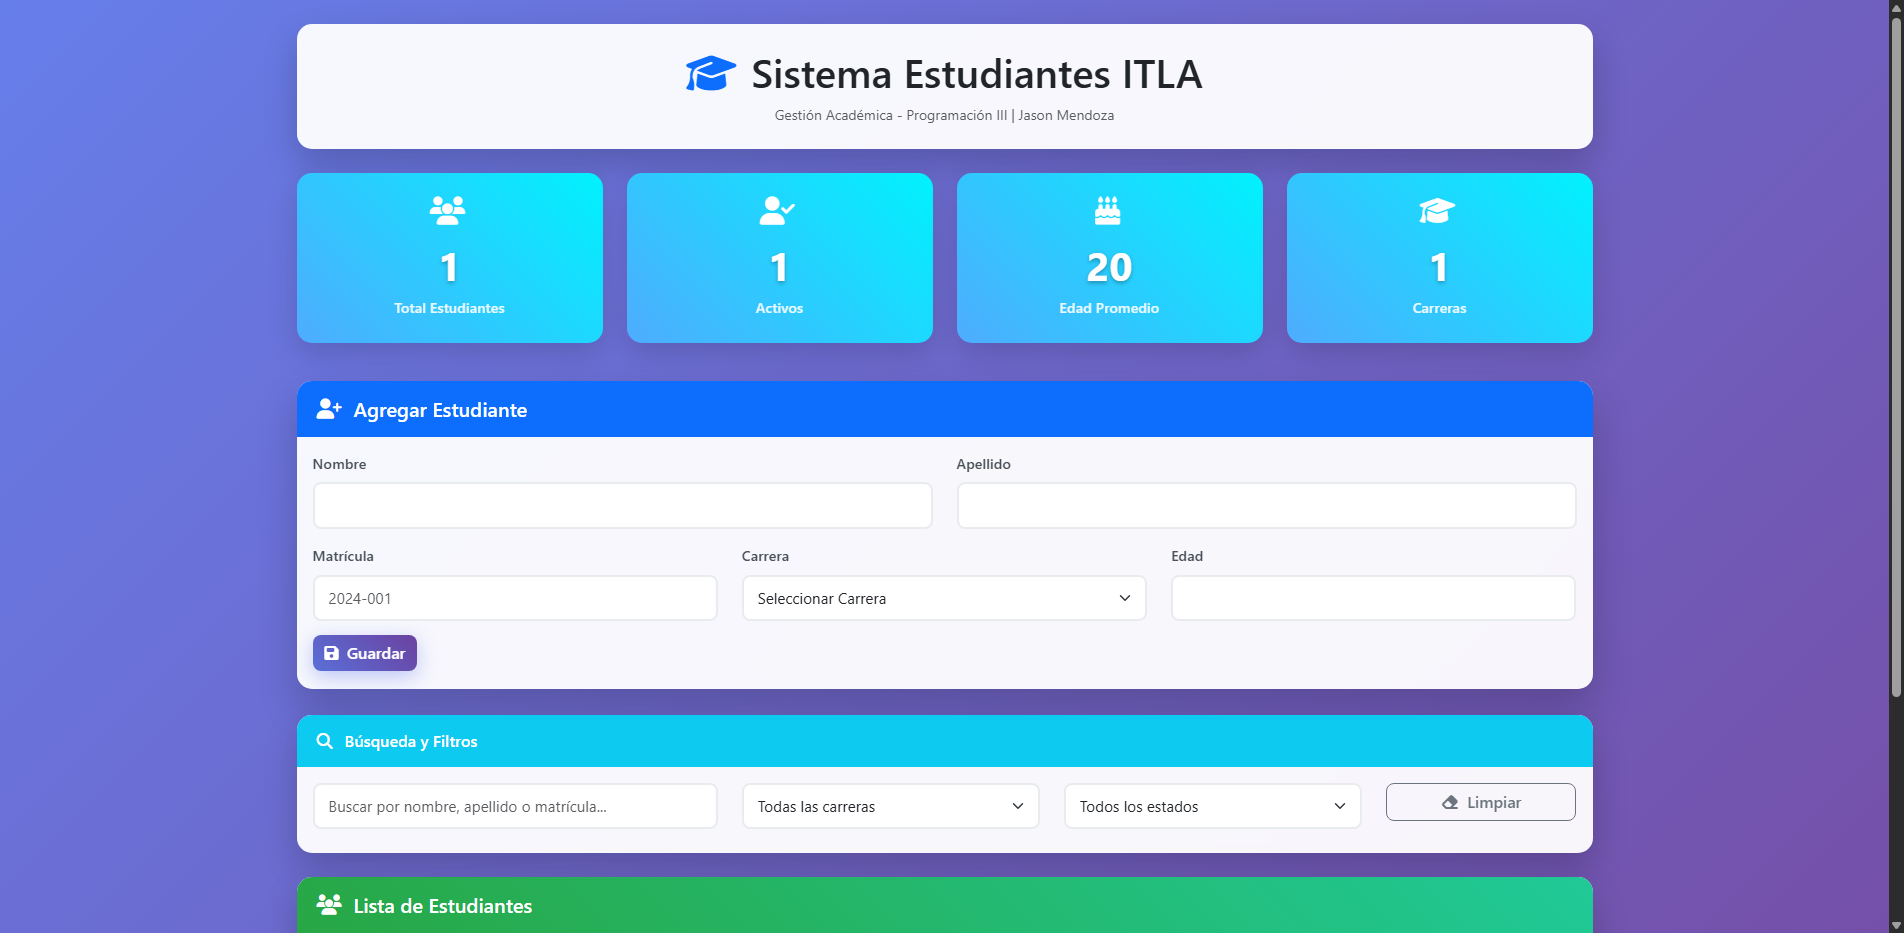 Sistema Estudiantes ITLA
Gestión Académica - Programación III | Jason Mendoza
1
Total Estudiantes
1
Activos
20
Edad Promedio
1
Carreras
Agregar Estudiante
Nombre
Apellido
Matrícula
Carrera
Edad
2024-001
Seleccionar Carrera
Guardar
Búsqueda y Filtros
Buscar por nombre, apellido o matrícula...
Todas las carreras
Todos los estados
Limpiar
Lista de Estudiantes